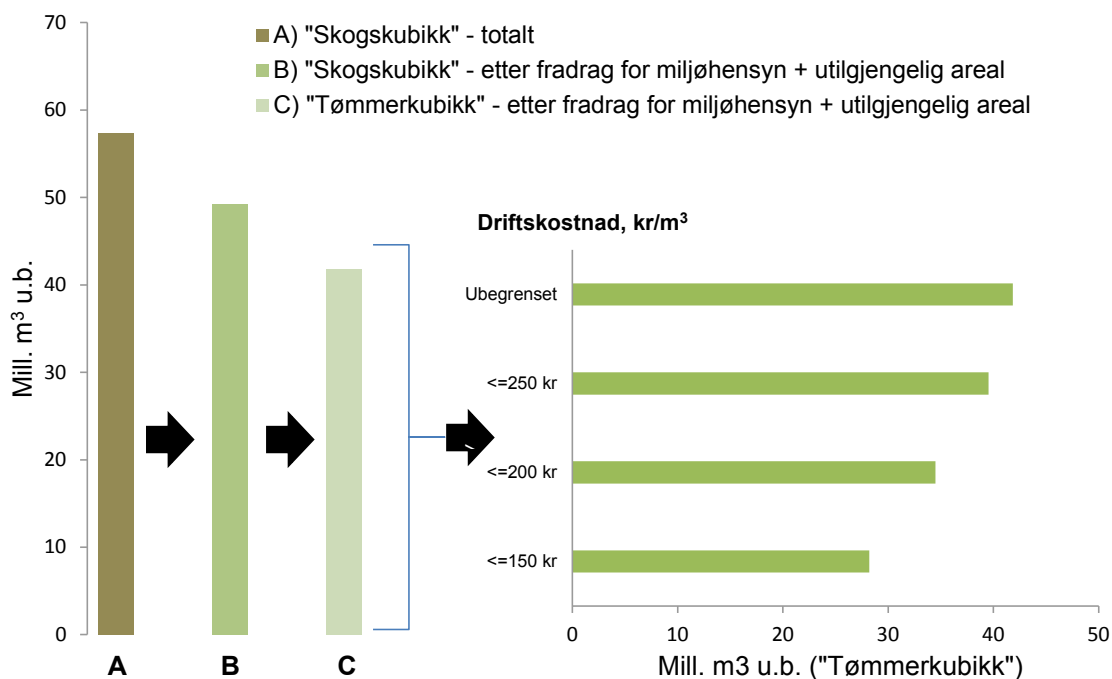 A) "Skogskubikk" - totalt
B) "Skogskubikk" - etter fradrag for miljøhensyn + utilgjengelig areal
C) "Tømmerkubikk" - etter fradrag for miljøhensyn + utilgjengelig areal
Mill. m³ u.b.
70
60
50
40
30
20
10
0
A B C
Driftskostnad, kr/m³
Ubegrenset
<=250 kr
<=200 kr
<=150 kr
0 10 20 30 40 50
Mill. m3 u.b. ("Tømmerkubikk")